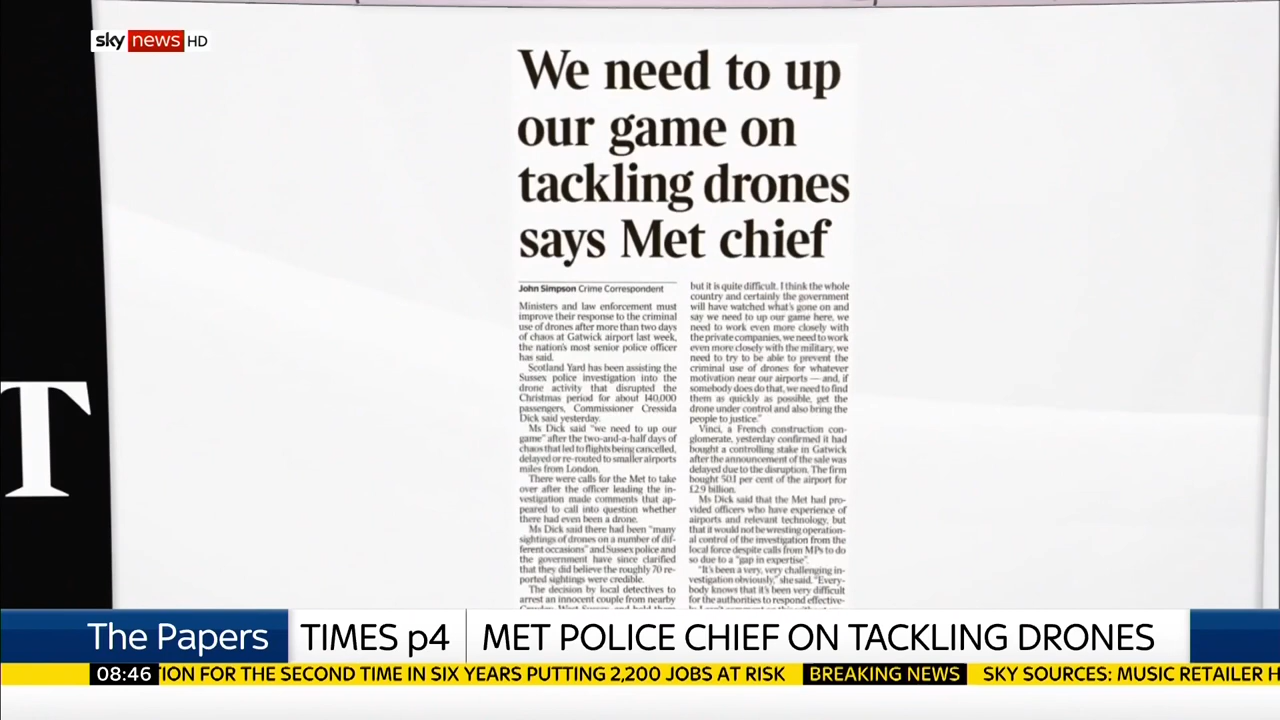 sky news HD
We need to up
our game on
tackling drones
says Met chief
John Simpson Crime Correspondent
Ministers and law enforcement must
improve their response to the criminal
use of drones after more than two days
of chaos at Gatwick airport last week,
the nation's most senior police officer
has said.
Scotland Yard has been assisting the
Sussex police investigation into the
drone activity that disrupted the
Christmas period for about 140,000
passengers, Commissioner Cressida
Dick said yesterday.
Ms Dick said "we need to up our
game" after the two-and-a-half days of
chaos that led to flights being cancelled,
delayed or re-routed to smaller airports
miles from London.
There were calls for the Met to take
over after the officer leading the in-
vestigation made comments that ap-
peared to call into question whether
there had even been a drone.
Ms Dick said there had been "many
sightings of drones on a number of dif-
ferent occasions" and Sussex police and
the government have since clarified
that they did believe the roughly 70 re-
ported sightings were credible.
The decision by local detectives to
arrest an innocent couple from nearby
but it is quite difficult. I think the whole
country and certainly the government
will have watched what's gone on and
say we need to up our game here, we
need to work even more closely with
the private companies, we need to work
even more closely with the military, we
need to try to be able to prevent the
criminal use of drones for whatever
motivation near our airports — and, if
somebody does do that, we need to find
them as quickly as possible, get the
drone under control and also bring the
people to justice."
Vinci, a French construction con-
glomerate, yesterday confirmed it had
bought a controlling stake in Gatwick
after the announcement of the sale was
delayed due to the disruption. The firm
bought 50.1 per cent of the airport for
£2.9 billion.
Ms Dick said that the Met had pro-
vided officers who have experience of
airports and relevant technology, but
that it would not be wresting operation-
al control of the investigation from the
local force despite calls from MPs to do
so due to a "gap in expertise".
"It's been a very, very challenging in-
vestigation obviously," she said. "Every-
body knows that it's been very difficult
for the authorities to respond effective-
T
The Papers TIMES p4 MET POLICE CHIEF ON TACKLING DRONES
08:46 TION FOR THE SECOND TIME IN SIX YEARS PUTTING 2,200 JOBS AT RISK BREAKING NEWS SKY SOURCES: MUSIC RETAILER H